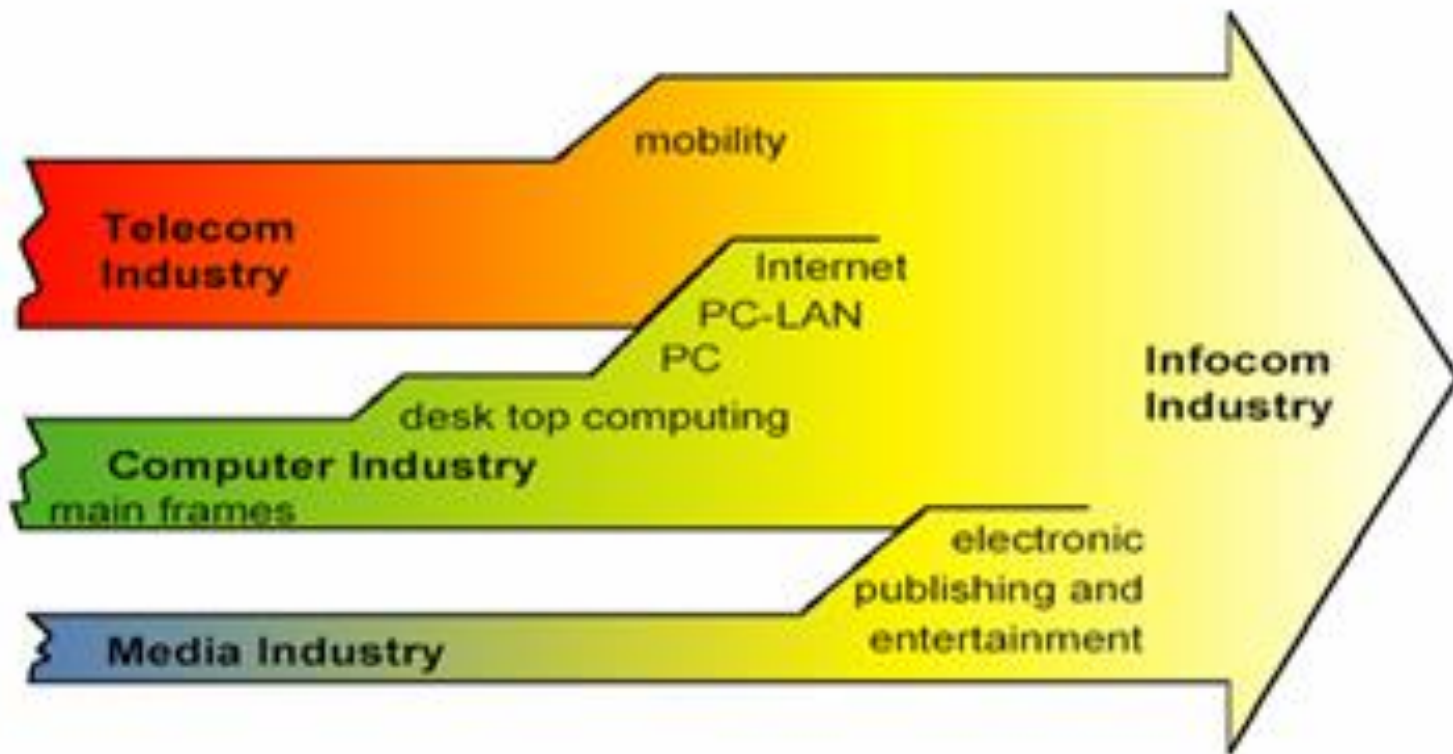 mobility
Telecom
Industry
Internet
PC-LAN
PC
desk top computing
Computer Industry
main frames
Infocom
Industry
electronic
publishing and
entertainment
Media Industry